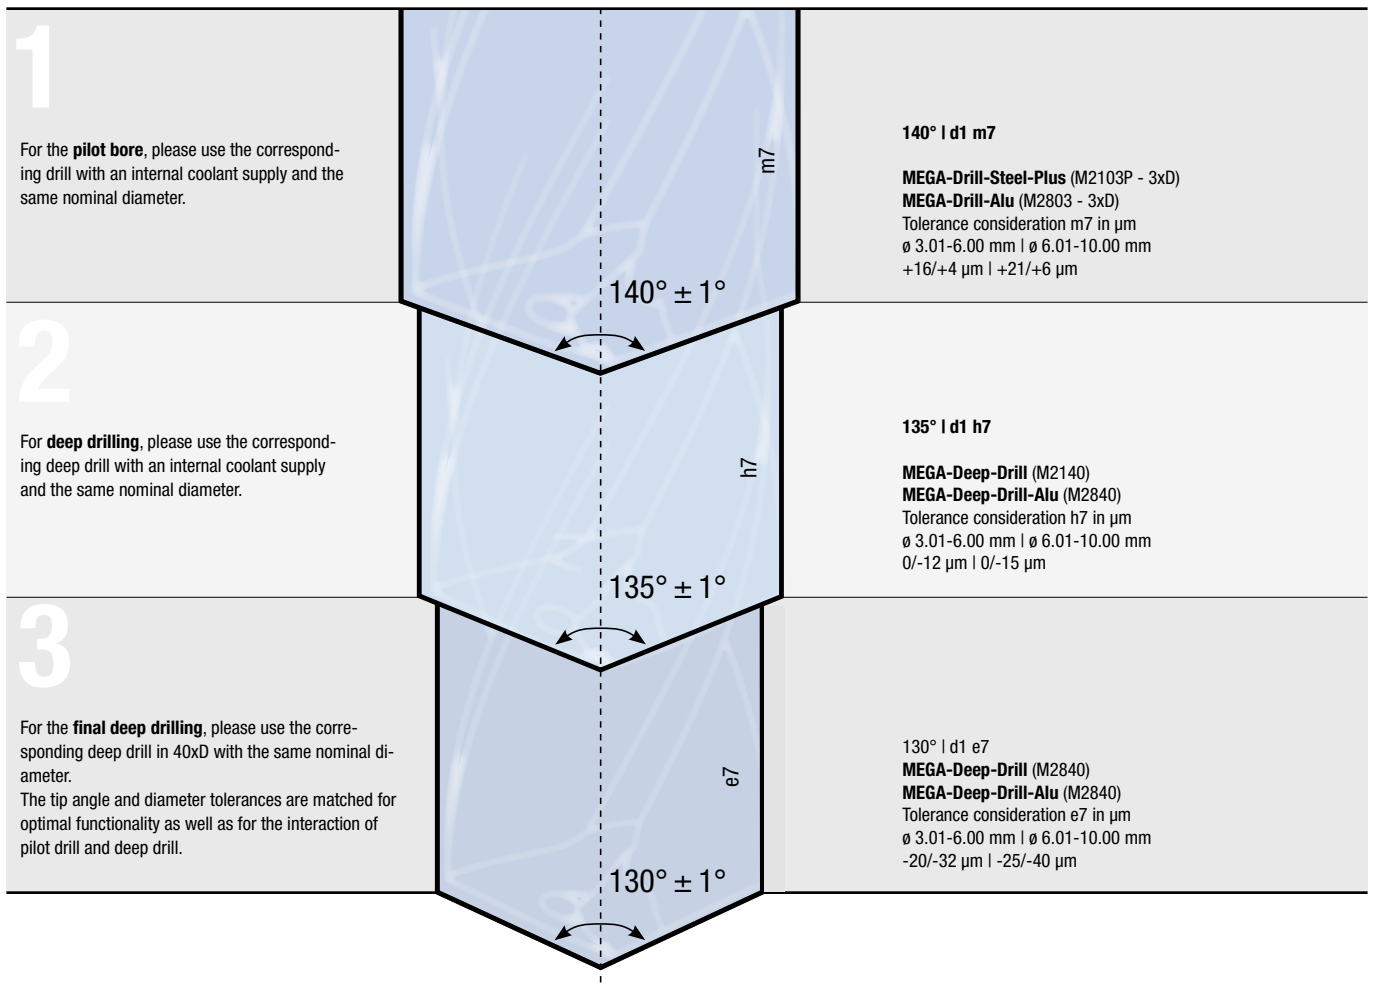 1
For the pilot bore, please use the correspond-
ing drill with an internal coolant supply and the
same nominal diameter.
m7
140° ± 1°
140° | d1 m7
MEGA-Drill-Steel-Plus (M2103P - 3xD)
MEGA-Drill-Alu (M2803 - 3xD)
Tolerance consideration m7 in µm
ø 3.01-6.00 mm | ø 6.01-10.00 mm
+16/+4 µm | +21/+6 µm
2
For deep drilling, please use the correspond-
ing deep drill with an internal coolant supply
and the same nominal diameter.
h7
135° ± 1°
135° | d1 h7
MEGA-Deep-Drill (M2140)
MEGA-Deep-Drill-Alu (M2840)
Tolerance consideration h7 in µm
ø 3.01-6.00 mm | ø 6.01-10.00 mm
0/-12 µm | 0/-15 µm
3
For the final deep drilling, please use the corre-
sponding deep drill in 40xD with the same nominal di-
ameter.
The tip angle and diameter tolerances are matched for
optimal functionality as well as for the interaction of
pilot drill and deep drill.
e7
130° ± 1°
130° | d1 e7
MEGA-Deep-Drill (M2840)
MEGA-Deep-Drill-Alu (M2840)
Tolerance consideration e7 in µm
ø 3.01-6.00 mm | ø 6.01-10.00 mm
-20/-32 µm | -25/-40 µm